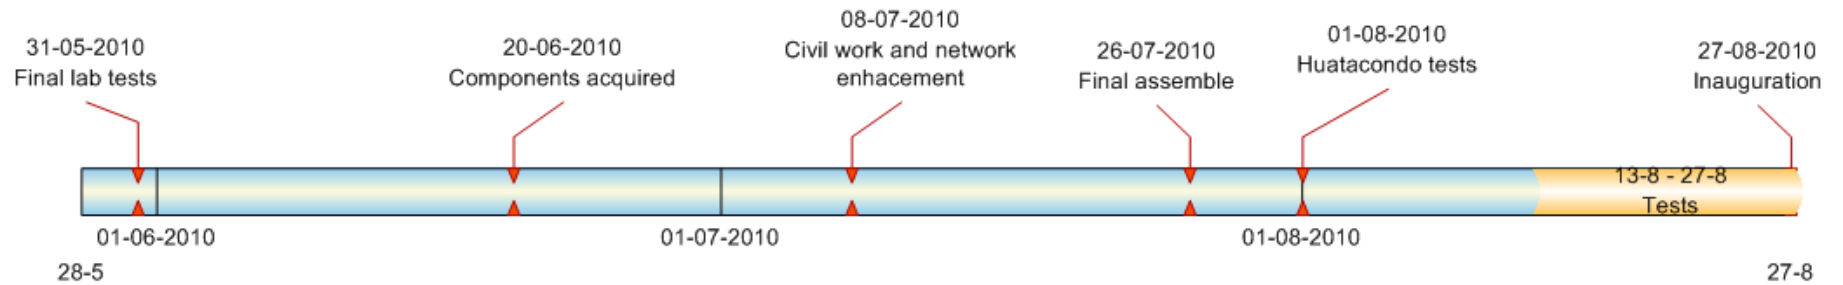 31-05-2010
Final lab tests
20-06-2010
Components acquired
08-07-2010
Civil work and network
enhacement
26-07-2010
Final assemble
01-08-2010
Huatacondo tests
27-08-2010
Inauguration
13-8 - 27-8
Tests
01-06-2010
01-07-2010
01-08-2010
28-5
27-8